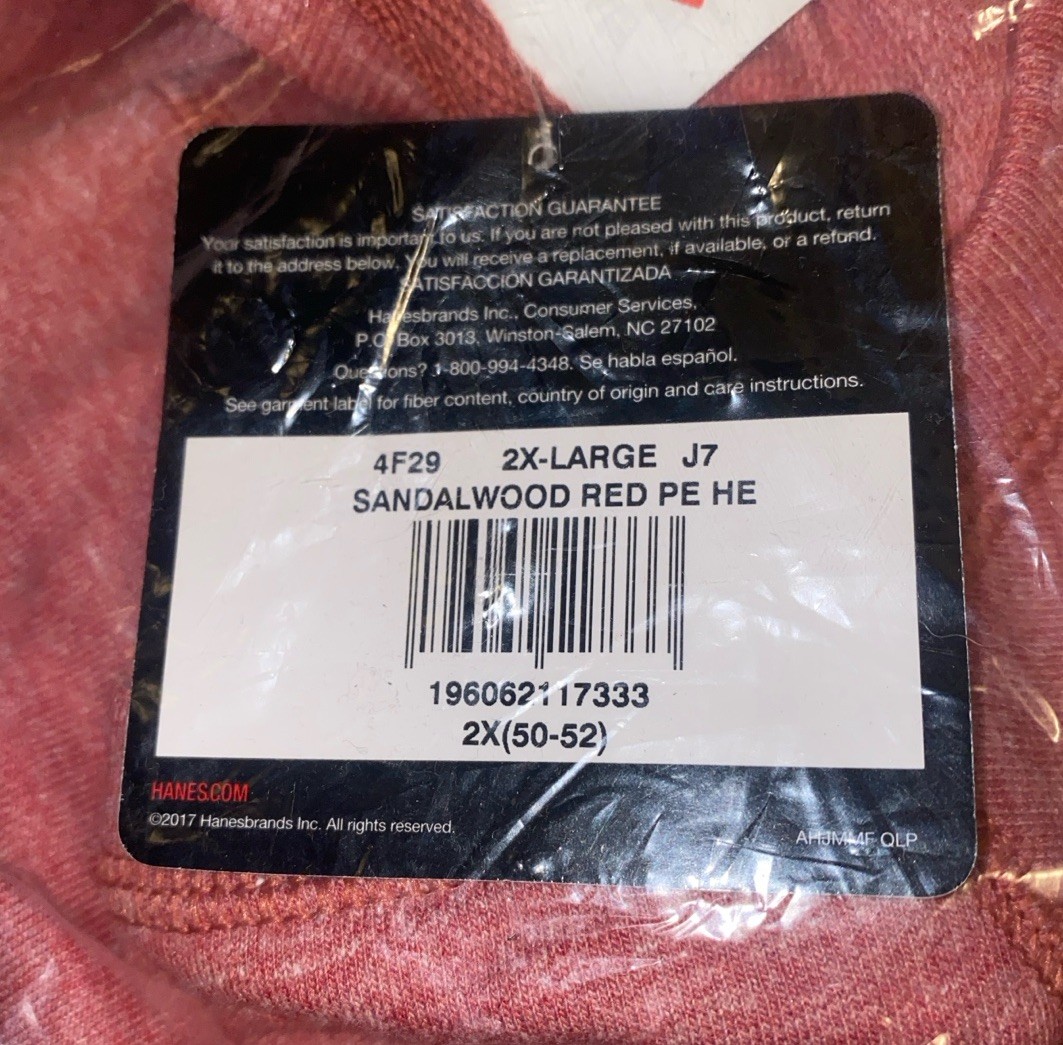 SATISFACTION GUARANTEE
Your satisfaction is important to us. If you are not pleased with this product, return
it to the address below, you will receive a replacement, if available, or a refund.
SATISFACCIÓN GARANTIZADA
Hanesbrands Inc., Consumer Services,
P.O. Box 3013, Winston-Salem, NC 27102
Questions? 1-800-994-4348. Se habla español.
See garment label for fiber content, country of origin and care instructions.
4F29 2X-LARGE J7
SANDALWOOD RED PE HE
196062117333
2X(50-52)
HANES.COM
©2017 Hanesbrands Inc. All rights reserved.
AHJMMF QLP